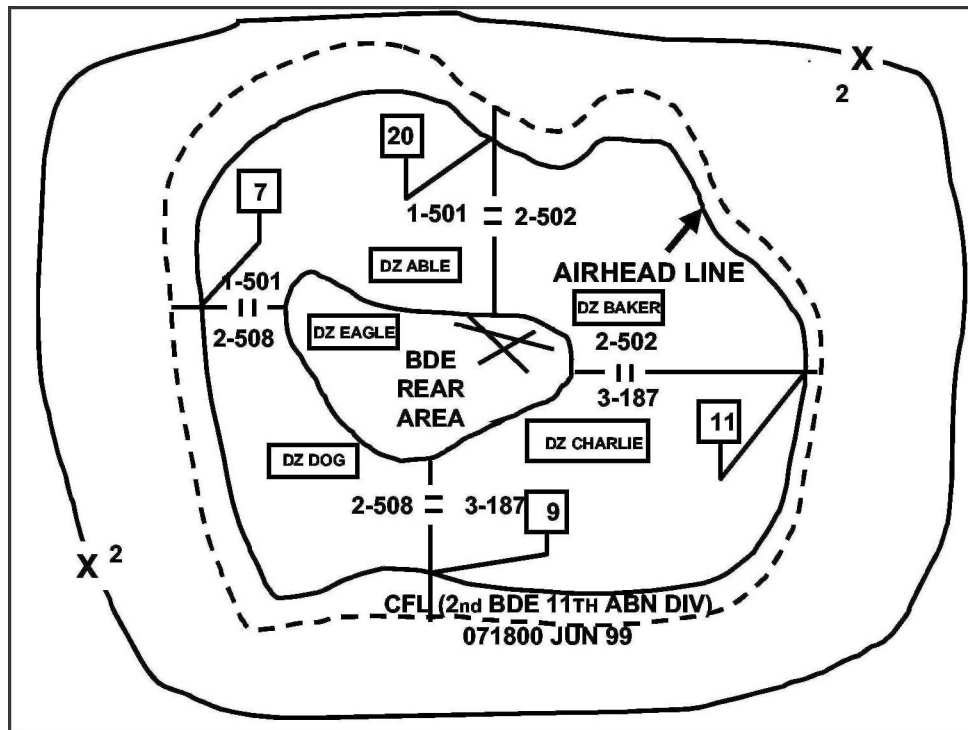 X
2
20
7
1-501 2-502
DZ ABLE
AIRHEAD LINE
1-501
2-508
DZ EAGLE
DZ BAKER
2-502
BDE
REAR
AREA
3-187
11
DZ CHARLIE
DZ DOG
2-508 3-187
9
X 2
CFL (2nd BDE 11TH ABN DIV)
071800 JUN 99